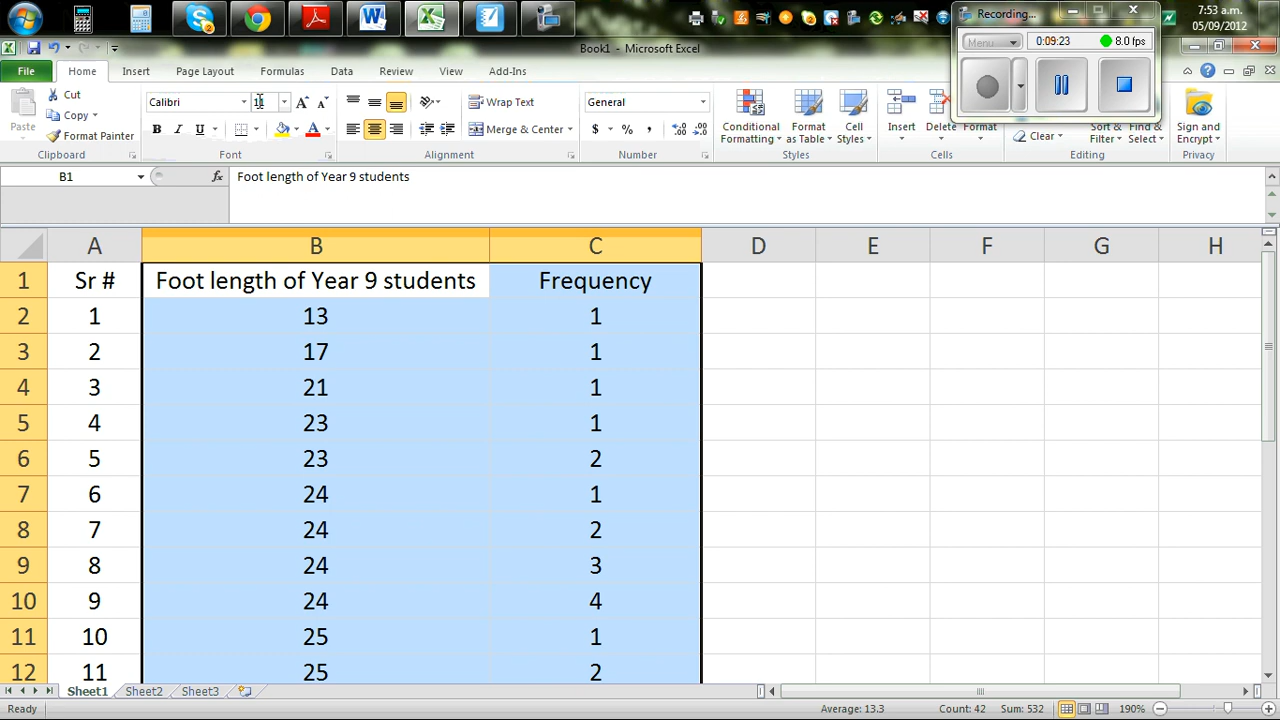 7:53 a.m.
05/09/2012
Recording...
Menu
0:09:23
8.0 fps
Book1 - Microsoft Excel
File
Home
Insert
Page Layout
Formulas
Data
Review
View
Add-Ins
Paste
Cut
Copy
Format Painter
Clipboard
Calibri
11
B I U
Font
Wrap Text
Merge & Center
Alignment
General
$ % ,
Number
Conditional Formatting
Format as Table
Cell Styles
Styles
Insert
Delete
Format
Cells
Clear
Sort & Filter
Find & Select
Editing
Sign and Encrypt
Privacy
B1
fx
Foot length of Year 9 students
A B C D E F G H
1 Sr # Foot length of Year 9 students Frequency
2 1 13 1
3 2 17 1
4 3 21 1
5 4 23 1
6 5 23 2
7 6 24 1
8 7 24 2
9 8 24 3
10 9 24 4
11 10 25 1
12 11 25 2
Sheet1 Sheet2 Sheet3
Average: 13.3 Count: 42 Sum: 532 190%